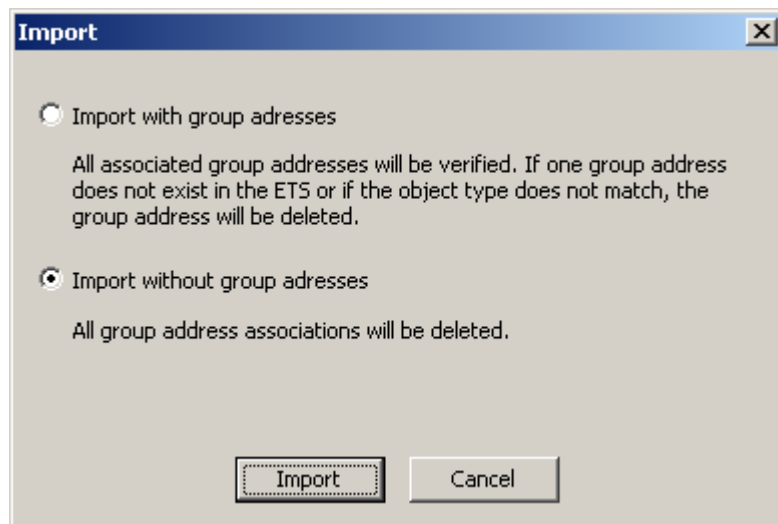 Import
Import with group adresses
All associated group addresses will be verified. If one group address
does not exist in the ETS or if the object type does not match, the
group address will be deleted.
Import without group adresses
All group address associations will be deleted.
Import
Cancel